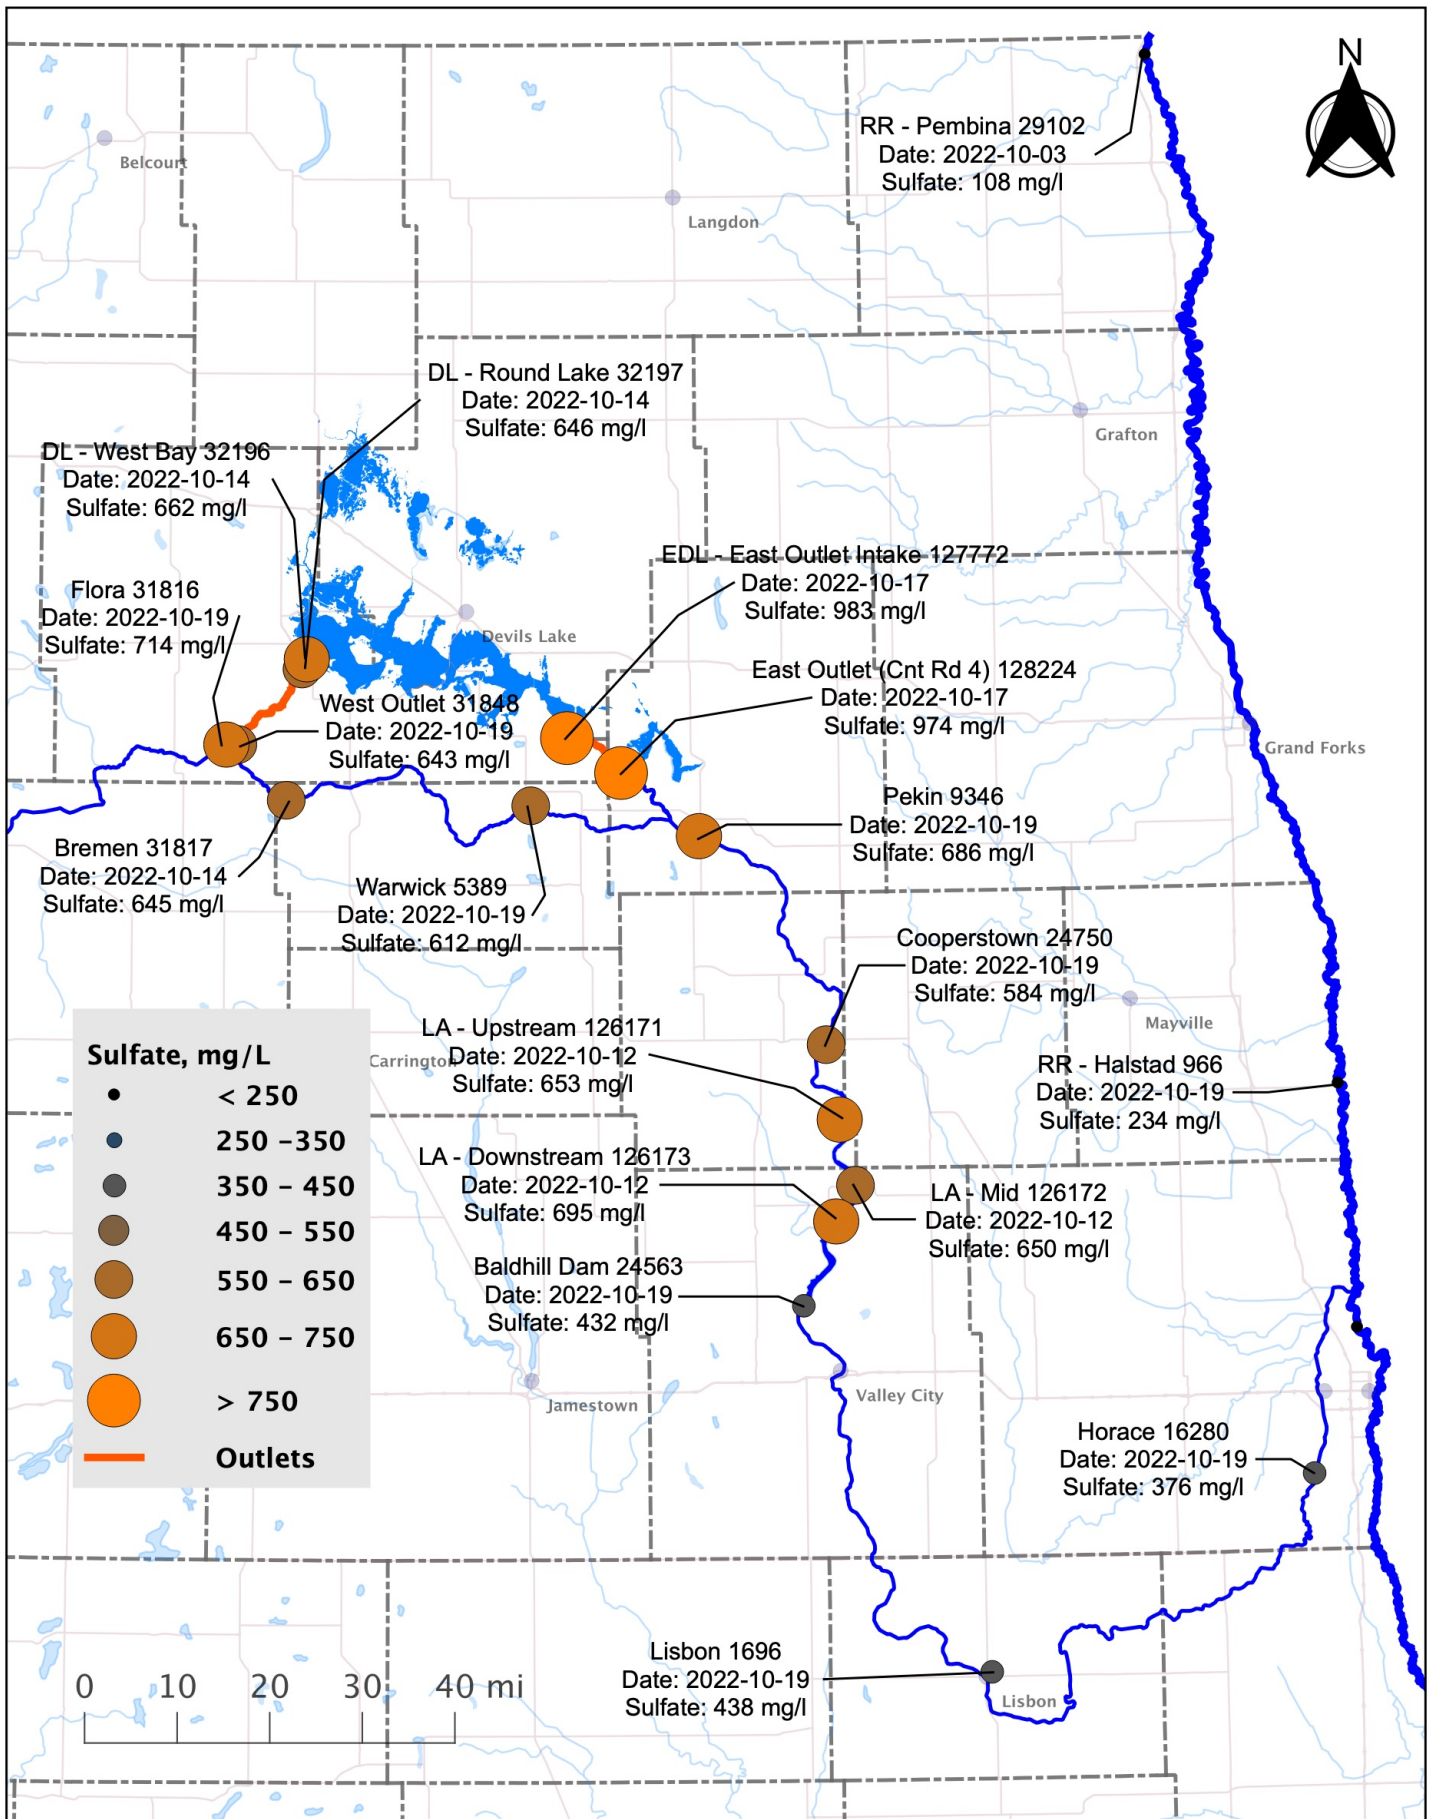 N
RR - Pembina 29102
Date: 2022-10-03
Sulfate: 108 mg/l
Belcourt
Langdon
DL - Round Lake 32197
Date: 2022-10-14
Sulfate: 646 mg/l
Grafton
DL - West Bay 32196
Date: 2022-10-14
Sulfate: 662 mg/l
EDL - East Outlet Intake 127772
Date: 2022-10-17
Sulfate: 983 mg/l
Flora 31816
Date: 2022-10-19
Sulfate: 714 mg/l
Devils Lake
East Outlet (Cnt Rd 4) 128224
Date: 2022-10-17
Sulfate: 974 mg/l
West Outlet 31848
Date: 2022-10-19
Sulfate: 643 mg/l
Grand Forks
Pekin 9346
Date: 2022-10-19
Sulfate: 686 mg/l
Bremen 31817
Date: 2022-10-14
Sulfate: 645 mg/l
Warwick 5389
Date: 2022-10-19
Sulfate: 612 mg/l
Cooperstown 24750
Date: 2022-10-19
Sulfate: 584 mg/l
Mayville
LA - Upstream 126171
Date: 2022-10-12
Sulfate: 653 mg/l
Carrington
RR - Halstad 966
Date: 2022-10-19
Sulfate: 234 mg/l
LA - Downstream 126173
Date: 2022-10-12
Sulfate: 695 mg/l
LA - Mid 126172
Date: 2022-10-12
Sulfate: 650 mg/l
Baldhill Dam 24563
Date: 2022-10-19
Sulfate: 432 mg/l
Sulfate, mg/L
< 250
250 –350
350 – 450
450 – 550
550 – 650
650 – 750
> 750
Outlets
Jamestown
Valley City
Horace 16280
Date: 2022-10-19
Sulfate: 376 mg/l
Lisbon 1696
Date: 2022-10-19
Sulfate: 438 mg/l
Lisbon
0 10 20 30 40 mi